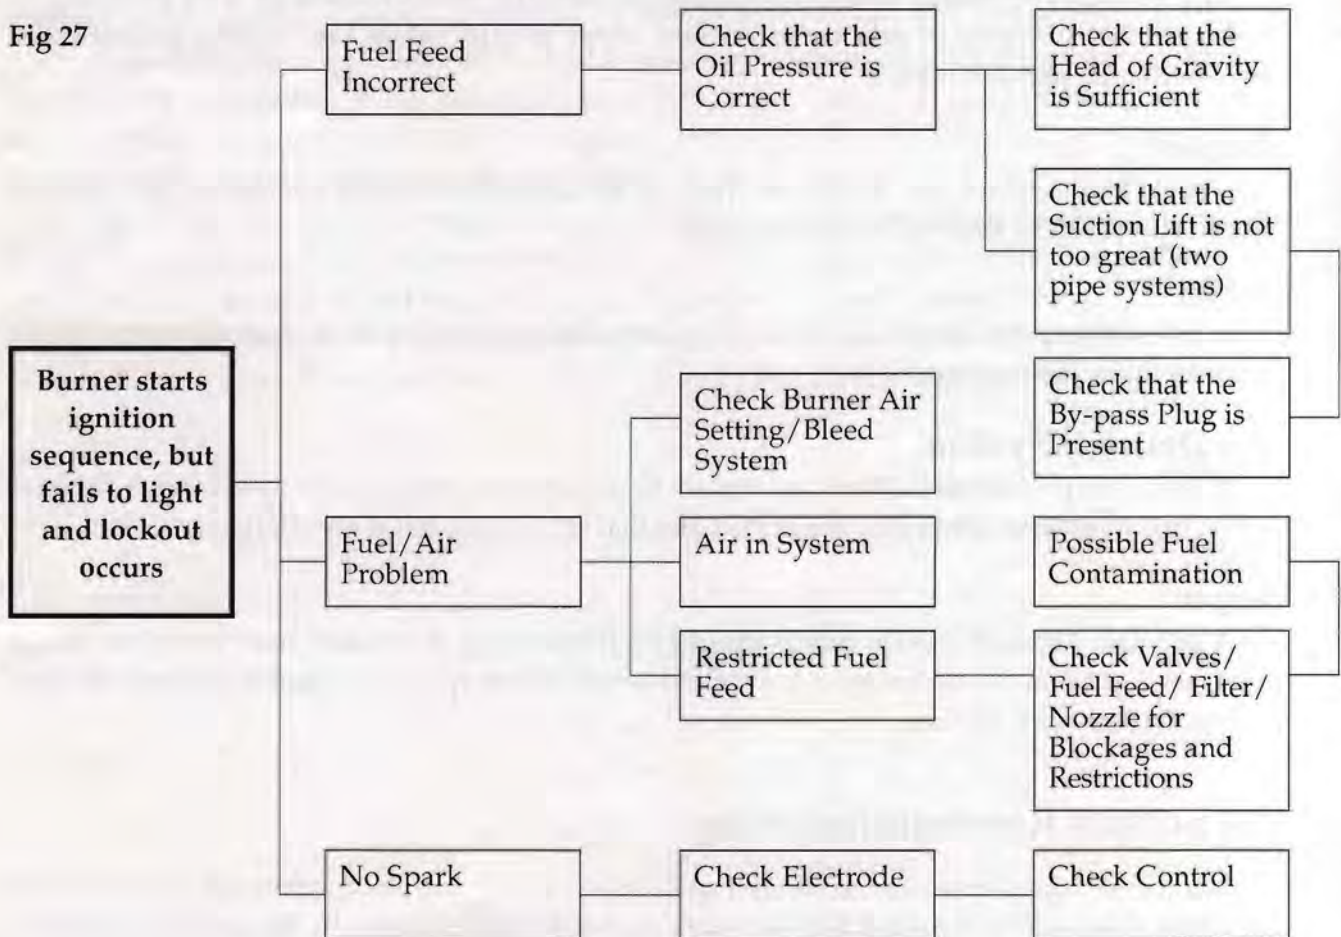 Fig 27
Fuel Feed
Incorrect
Check that the
Oil Pressure is
Correct
Check that the
Head of Gravity
is Sufficient
Check that the
Suction Lift is not
too great (two
pipe systems)
Burner starts
ignition
sequence, but
fails to light
and lockout
occurs
Check Burner Air
Setting/Bleed
System
Check that the
By-pass Plug is
Present
Fuel/Air
Problem
Air in System
Possible Fuel
Contamination
Restricted Fuel
Feed
Check Valves/
Fuel Feed/ Filter/
Nozzle for
Blockages and
Restrictions
No Spark
Check Electrode
Check Control